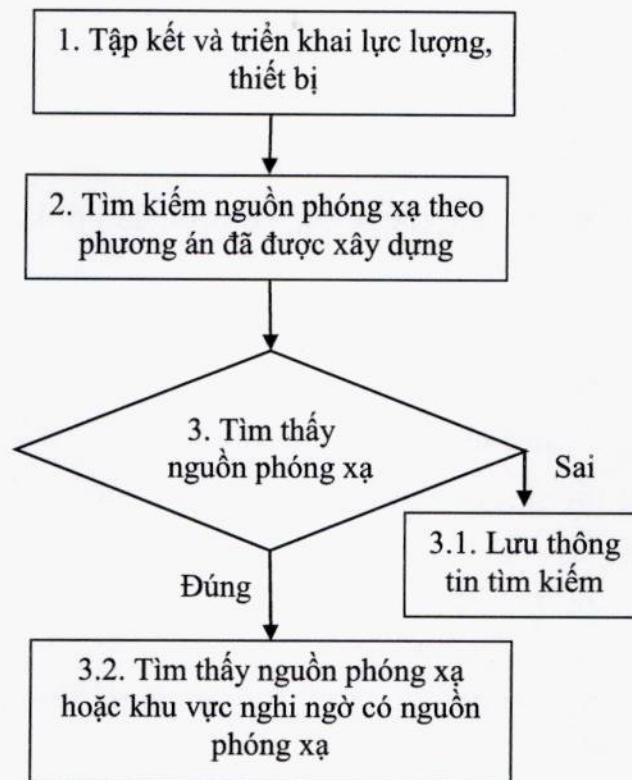 1. Tập kết và triển khai lực lượng,
thiết bị
2. Tìm kiếm nguồn phóng xạ theo
phương án đã được xây dựng
3. Tìm thấy
nguồn phóng xạ
Sai
3.1. Lưu thông
tin tìm kiếm
Đúng
3.2. Tìm thấy nguồn phóng xạ
hoặc khu vực nghi ngờ có nguồn
phóng xạ